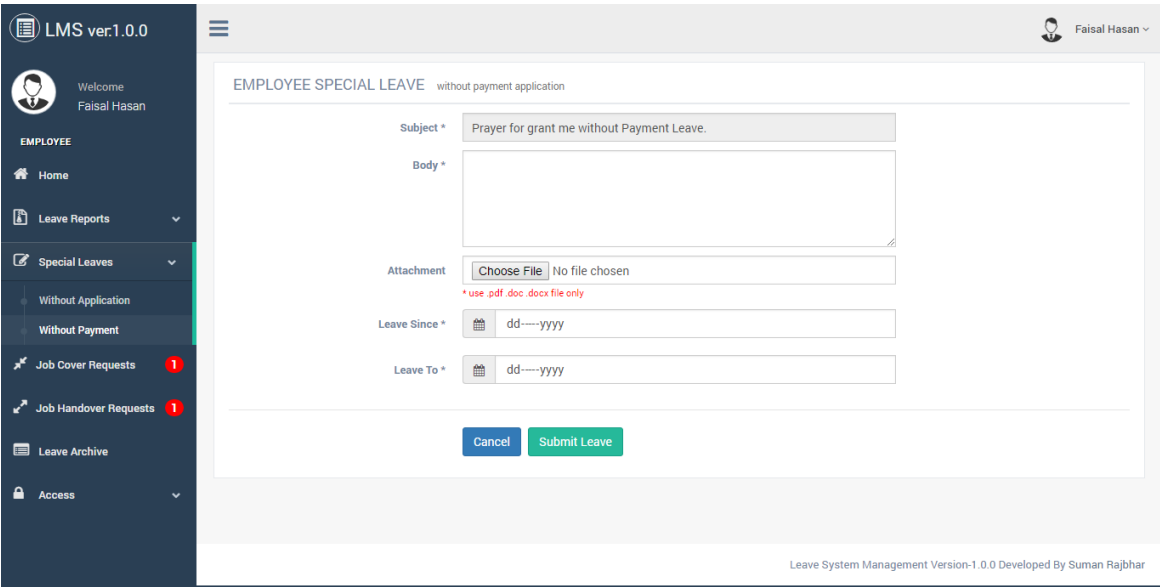 LMS ver.1.0.0
Faisal Hasan
Welcome
Faisal Hasan
EMPLOYEE
Home
Leave Reports
Special Leaves
Without Application
Without Payment
Job Cover Requests 1
Job Handover Requests 1
Leave Archive
Access
EMPLOYEE SPECIAL LEAVE without payment application
Subject * Prayer for grant me without Payment Leave.
Body *
Attachment Choose File No file chosen
* use .pdf .doc .docx file only
Leave Since * dd-----yyyy
Leave To * dd-----yyyy
Cancel Submit Leave
Leave System Management Version-1.0.0 Developed By Suman Rajbhar